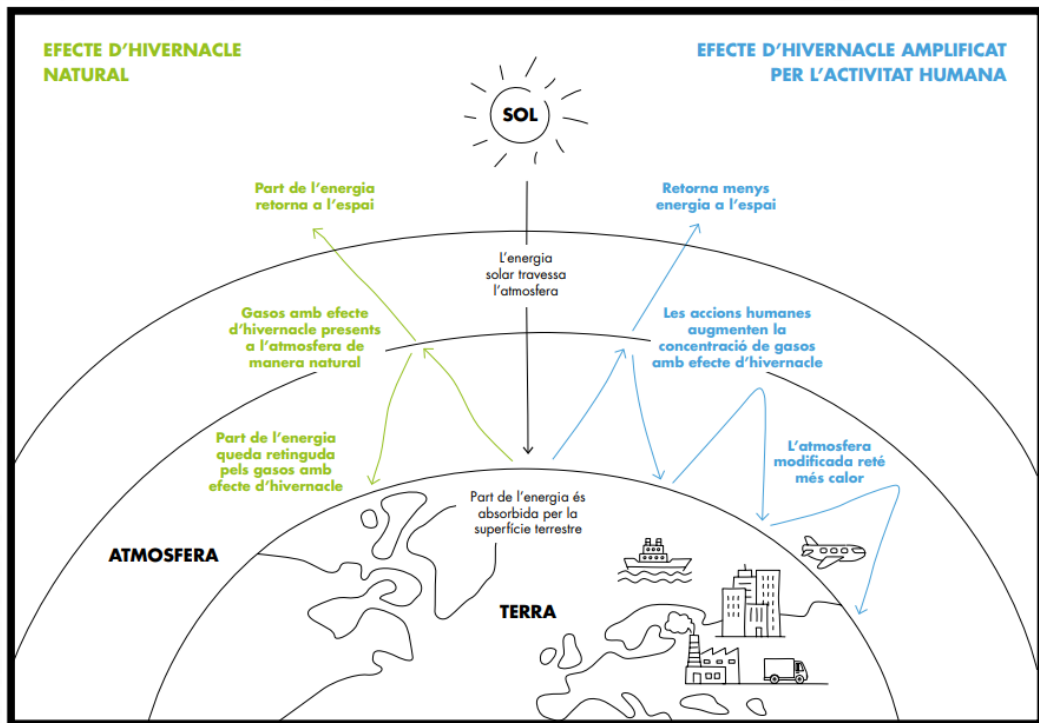 EFECTE D'HIVERNACLE
NATURAL
EFECTE D'HIVERNACLE AMPLIFICAT
PER L'ACTIVITAT HUMANA
SOL
Part de l'energia
retorna a l'espai
Retorna menys
energia a l'espai
L'energia
solar travessa
l'atmosfera
Gasos amb efecte
d'hivernacle presents
a l'atmosfera de
manera natural
Les accions humanes
augmenten la
concentració de gasos
amb efecte d'hivernacle
Part de l'energia
queda retinguda
pels gasos amb
efecte d'hivernacle
L'atmosfera
modificada reté
més calor
Part de l'energia és
absorbida per la
superfície terrestre
ATMOSFERA
TERRA